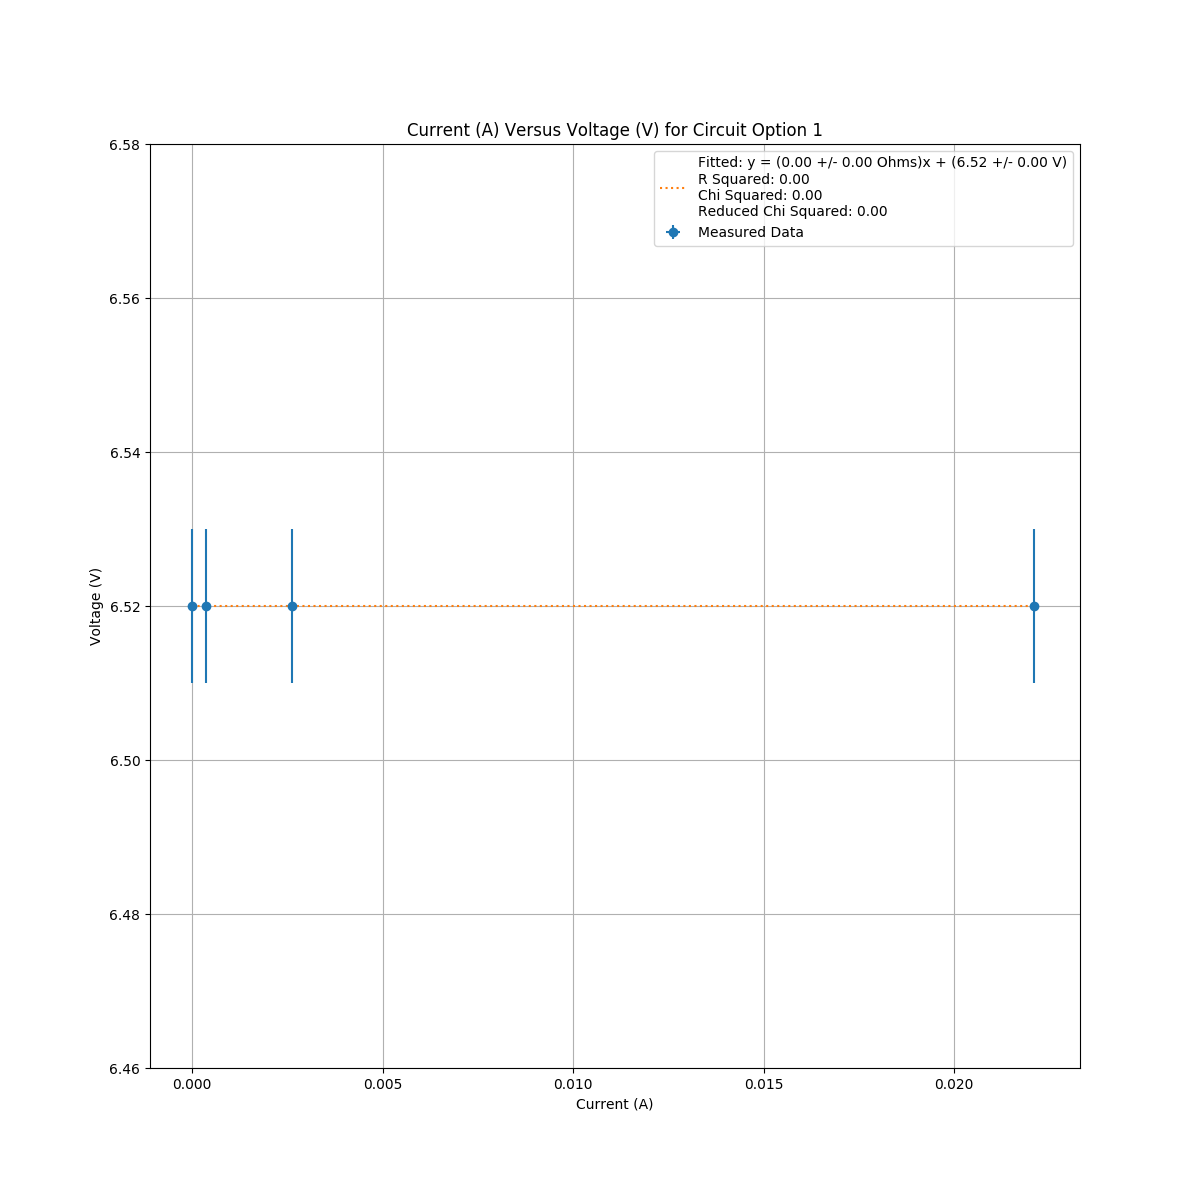 Current (A) Versus Voltage (V) for Circuit Option 1
Fitted: y = (0.00 +/- 0.00 Ohms)x + (6.52 +/- 0.00 V)
R Squared: 0.00
Chi Squared: 0.00
Reduced Chi Squared: 0.00
Measured Data
6.58
6.56
6.54
6.52
6.50
6.48
6.46
Voltage (V)
0.000
0.005
0.010
0.015
0.020
Current (A)